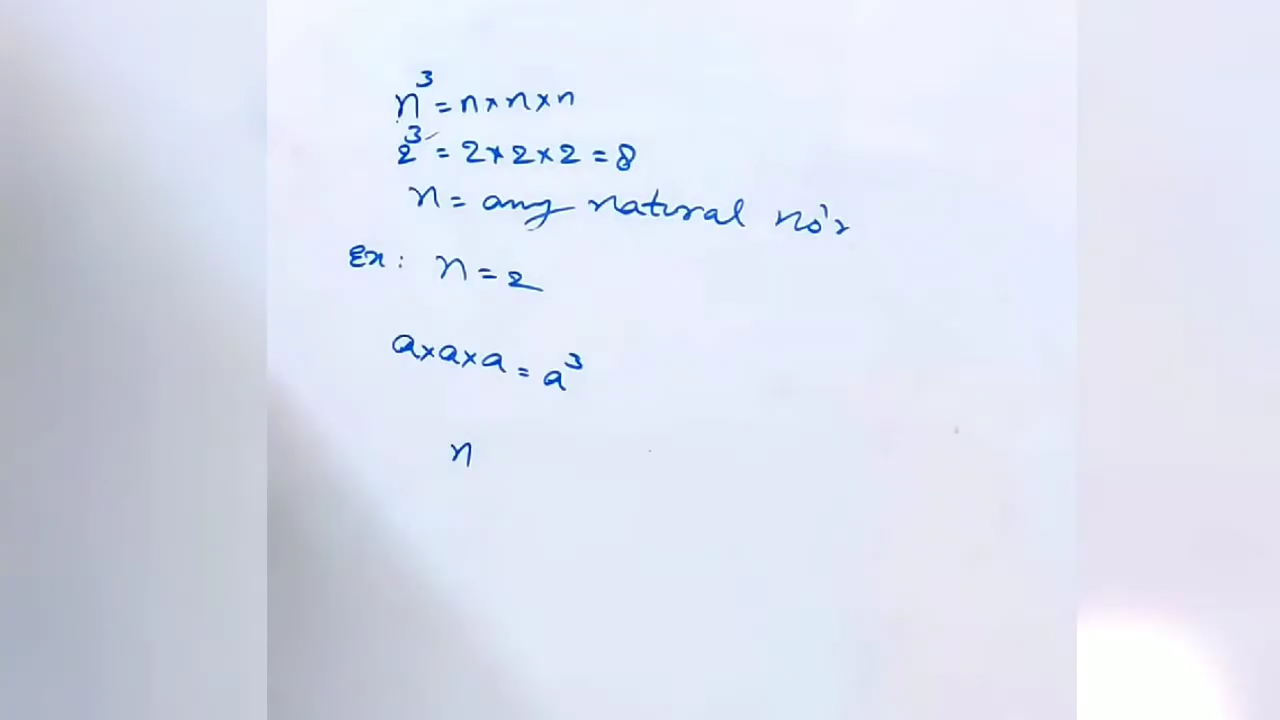 n³ = n × n × n
2³ = 2 × 2 × 2 = 8
n = any natural no's
Ex: n = 2
a × a × a = a³
n